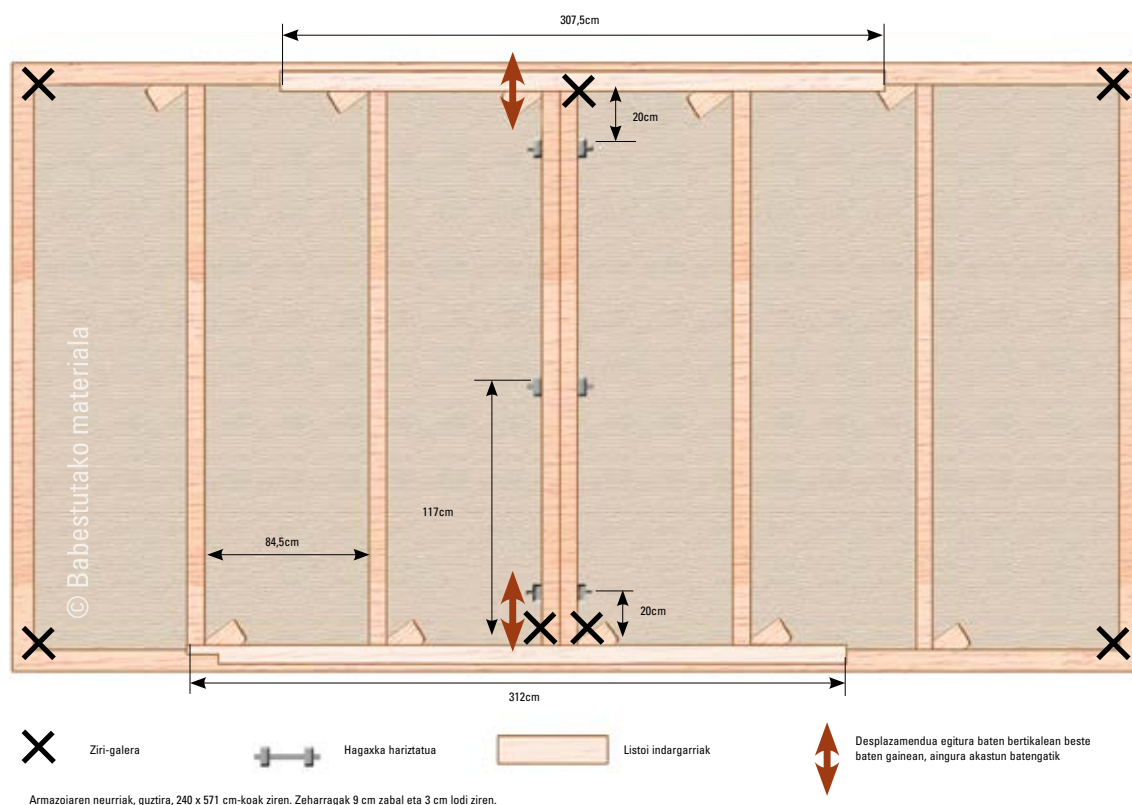 307,5cm
20cm
© Babestutako materiala
117cm
84,5cm
20cm
312cm
Ziri-galera
Hagaxka hariztatua
Listoi indargarriak
Desplazamendua egitura baten bertikalean beste
baten gainean, aingura akastun batengatik
Armazoiaren neurriak, guztira, 240 x 571 cm-koak ziren. Zeharragak 9 cm zabal eta 3 cm lodi ziren.